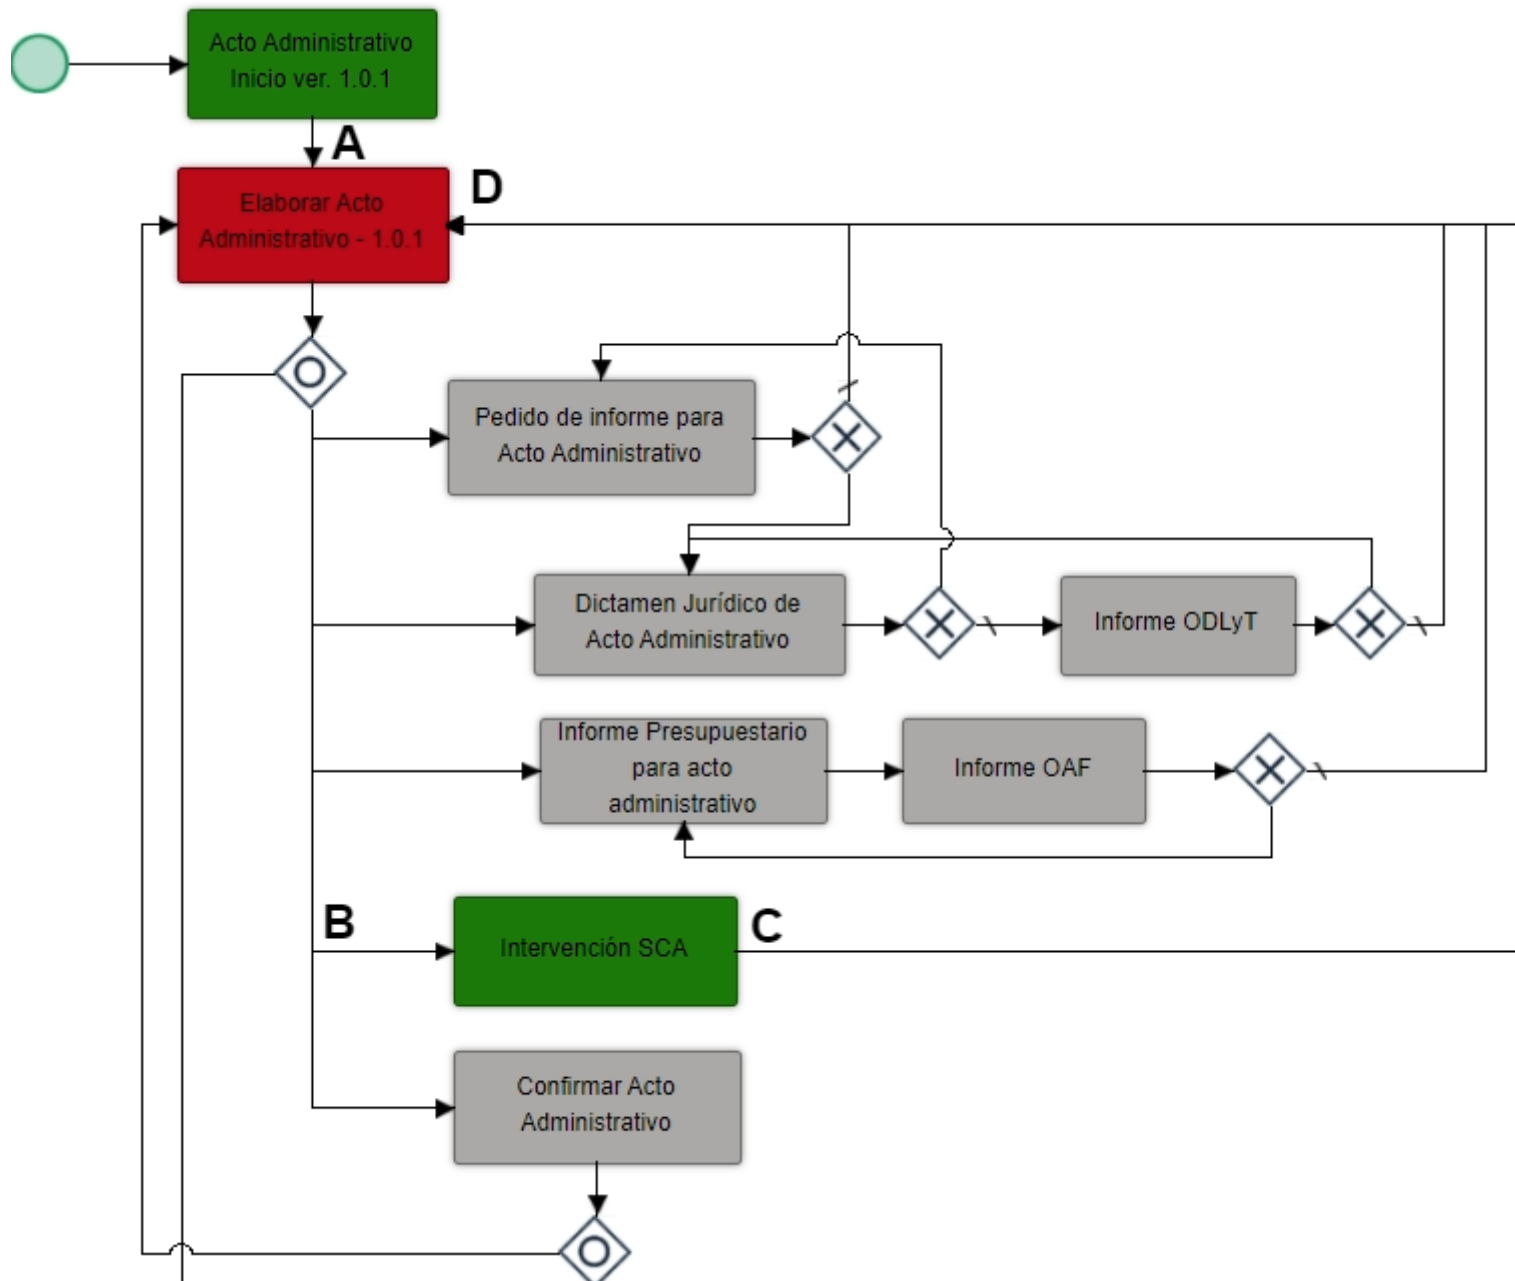 Acto Administrativo
Inicio ver. 1.0.1
A
D
Elaborar Acto
Administrativo - 1.0.1
Pedido de informe para
Acto Administrativo
Dictamen Jurídico de
Acto Administrativo
Informe ODLyT
Informe Presupuestario
para acto
administrativo
Informe OAF
B
Intervención SCA
C
Confirmar Acto
Administrativo